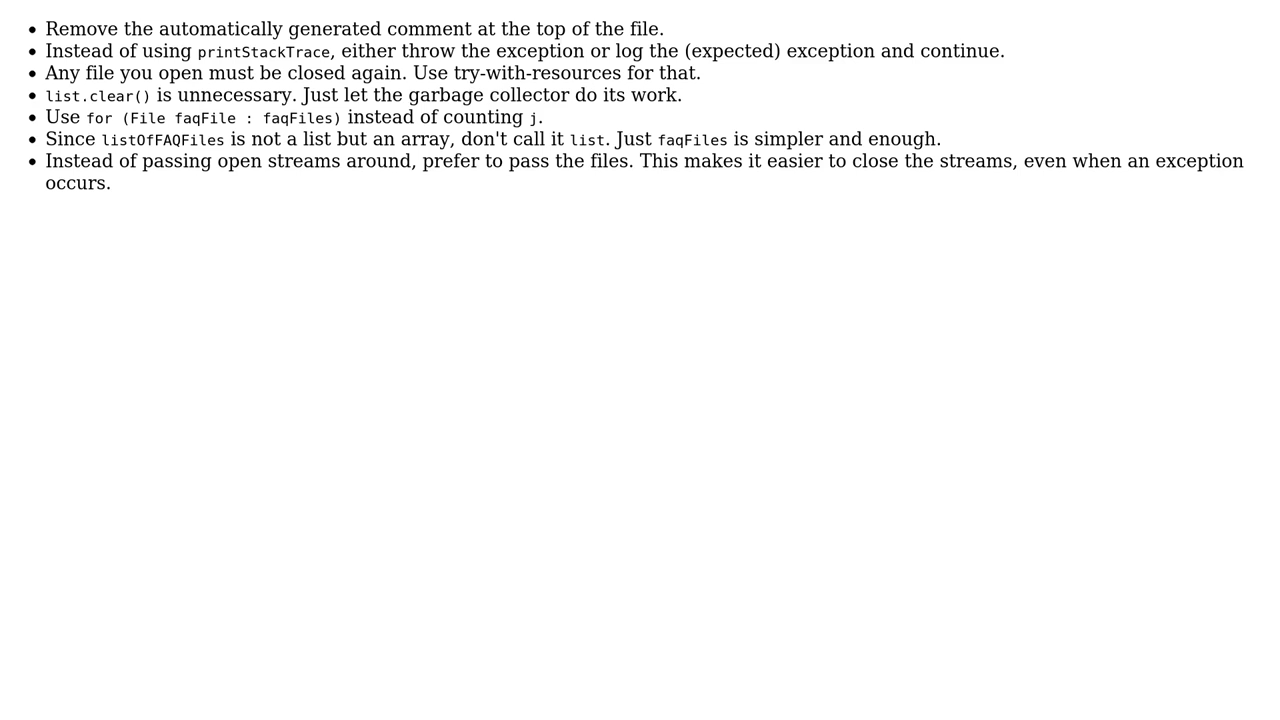 • Remove the automatically generated comment at the top of the file.
• Instead of using printStackTrace, either throw the exception or log the (expected) exception and continue.
• Any file you open must be closed again. Use try-with-resources for that.
• list.clear() is unnecessary. Just let the garbage collector do its work.
• Use for (File faqFile : faqFiles) instead of counting j.
• Since listOfFAQFiles is not a list but an array, don't call it list. Just faqFiles is simpler and enough.
• Instead of passing open streams around, prefer to pass the files. This makes it easier to close the streams, even when an exception
occurs.